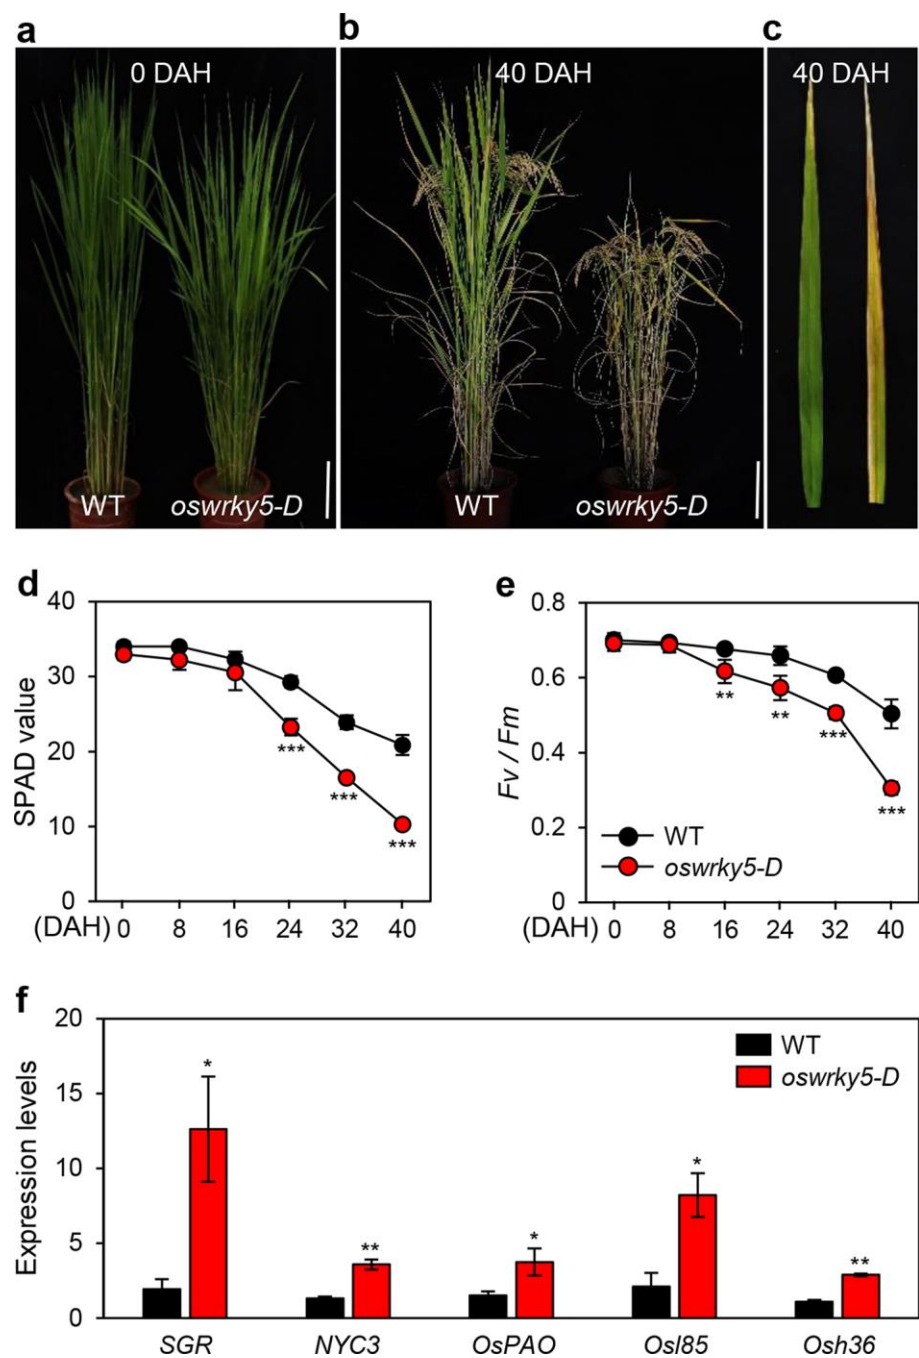 a
b
c
0 DAH
40 DAH
40 DAH
WT
oswrky5-D
WT
oswrky5-D
d
SPAD value
40
30
20
10
0
(DAH) 0 8 16 24 32 40
***
***
***
e
Fv / Fm
0.8
0.6
0.4
0.2
0
(DAH) 0 8 16 24 32 40
**
**
***
***
WT
oswrky5-D
f
Expression levels
20
15
10
5
0
WT
oswrky5-D
*
**
*
*
**
SGR NYC3 OsPAO Osl85 Osh36